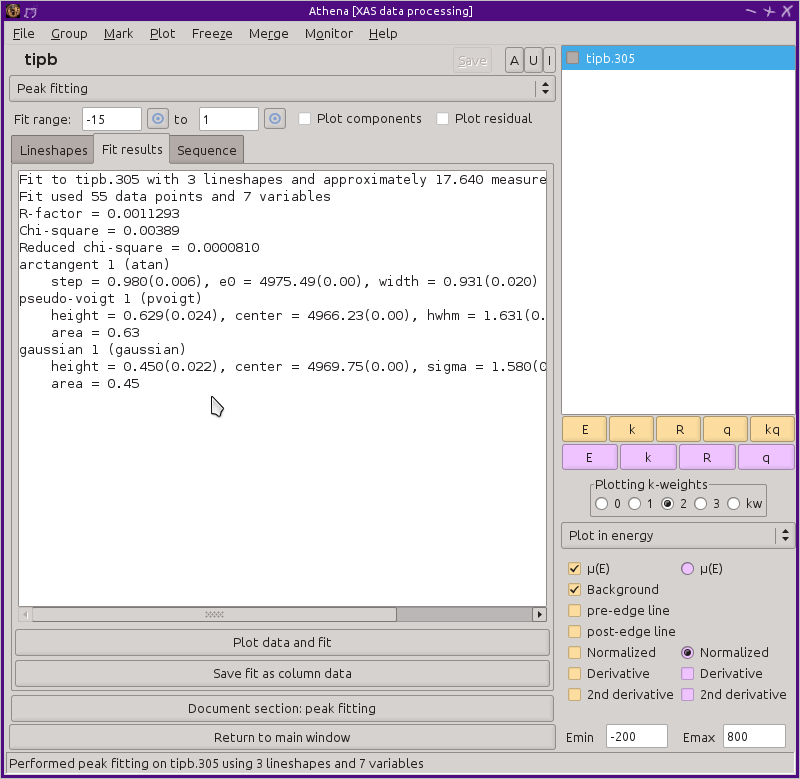 Athena [XAS data processing]
File Group Mark Plot Freeze Merge Monitor Help
tipb
Save A U I
Peak fitting
Fit range: -15 to 1 Plot components Plot residual
Lineshapes Fit results Sequence
Fit to tipb.305 with 3 lineshapes and approximately 17.640 measure
Fit used 55 data points and 7 variables
R-factor = 0.0011293
Chi-square = 0.00389
Reduced chi-square = 0.0000810
arctangent 1 (atan)
step = 0.980(0.006), e0 = 4975.49(0.00), width = 0.931(0.020)
pseudo-voigt 1 (pvoigt)
height = 0.629(0.024), center = 4966.23(0.00), hwhm = 1.631(0.
area = 0.63
gaussian 1 (gaussian)
height = 0.450(0.022), center = 4969.75(0.00), sigma = 1.580(0
area = 0.45
Plot data and fit
Save fit as column data
Document section: peak fitting
Return to main window
tipb.305
E k R q kq
E k R q
Plotting k-weights
0 1 2 3 kw
Plot in energy
μ(E) μ(E)
Background
pre-edge line
post-edge line
Normalized Normalized
Derivative Derivative
2nd derivative 2nd derivative
Emin -200 Emax 800
Performed peak fitting on tipb.305 using 3 lineshapes and 7 variables